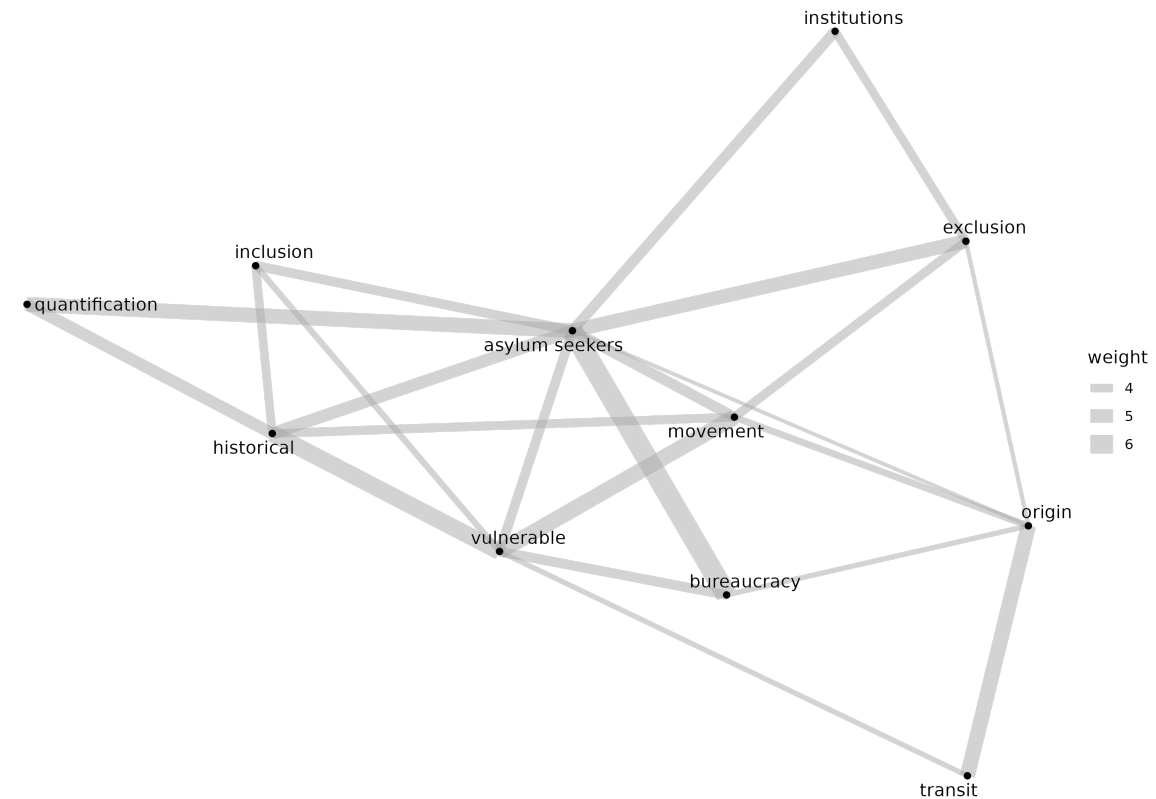 institutions
exclusion
inclusion
quantification
asylum seekers
weight
4
5
6
movement
historical
origin
vulnerable
bureaucracy
transit